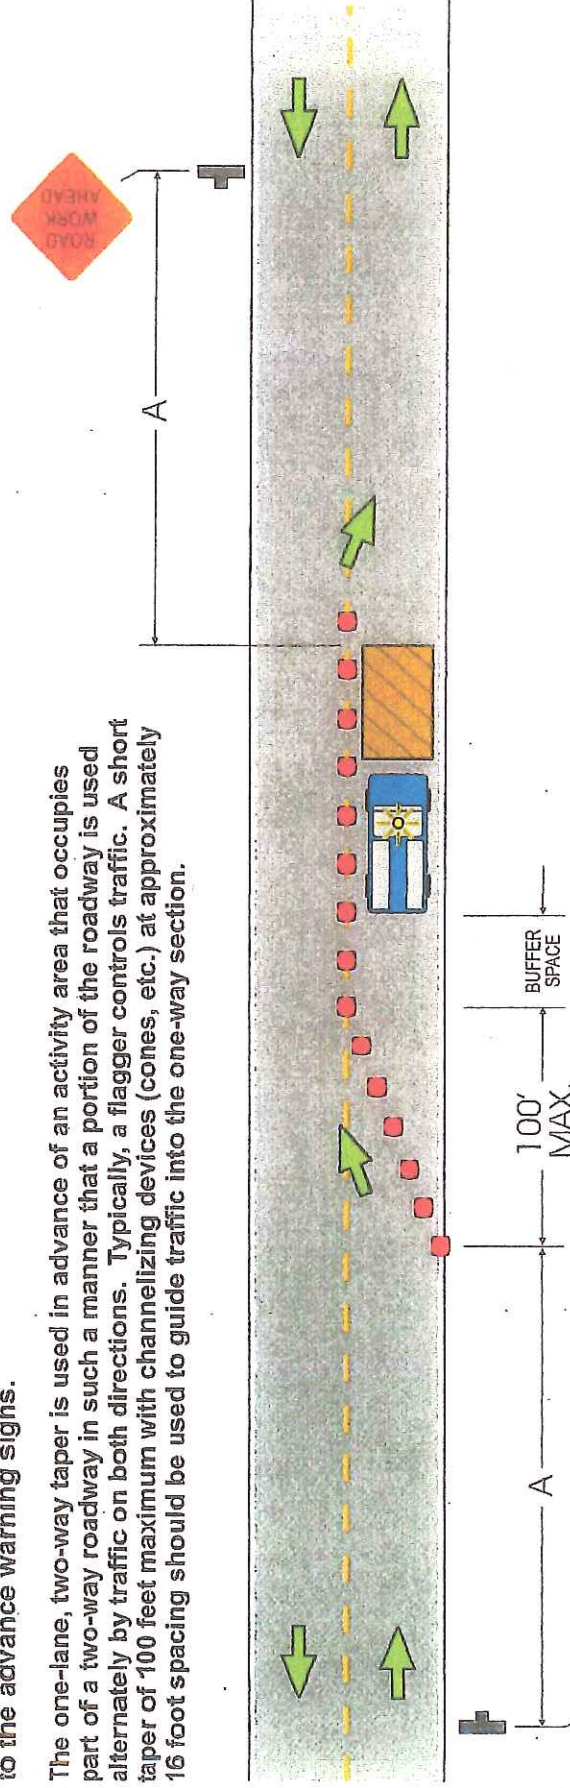 to the advance warning signs.
The one-lane, two-way taper is used in advance of an activity area that occupies
part of a two-way roadway in such a manner that a portion of the roadway is used
alternately by traffic on both directions. Typically, a flagger controls traffic. A short
taper of 100 feet maximum with channelizing devices (cones, etc.) at approximately
16 foot spacing should be used to guide traffic into the one-way section.
ROAD
WORK
AHEAD
A
BUFFER
SPACE
100'
MAX.
A